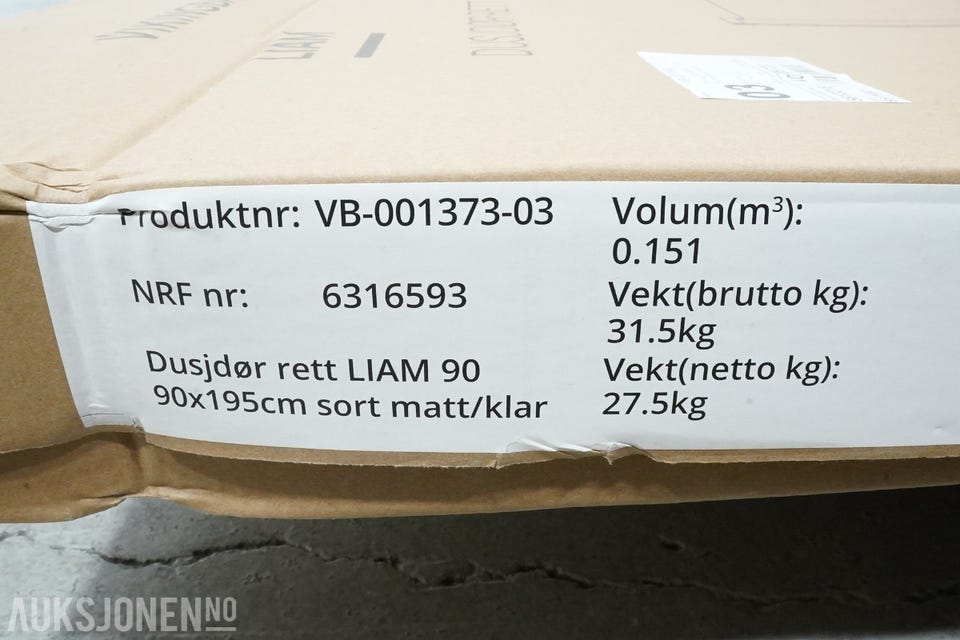 LIAM
03
Produktnr: VB-001373-03
NRF nr: 6316593
Dusjdør rett LIAM 90
90x195cm sort matt/klar
Volum(m³):
0.151
Vekt(brutto kg):
31.5kg
Vekt(netto kg):
27.5kg
AUKSJONEN.NO